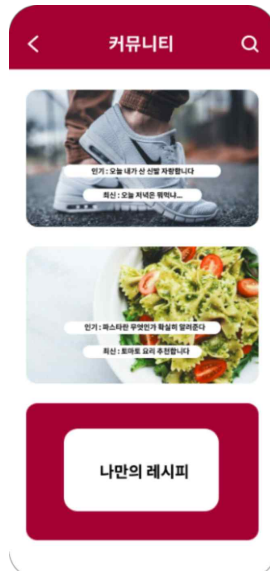 커뮤니티
인기 : 오늘 내가 산 신발 자랑합니다
최신 : 오늘 저녁은 뭐먹나...
인기 : 파스타란 무엇인가 확실히 알려준다
최신 : 토마토 요리 추천합니다
나만의 레시피